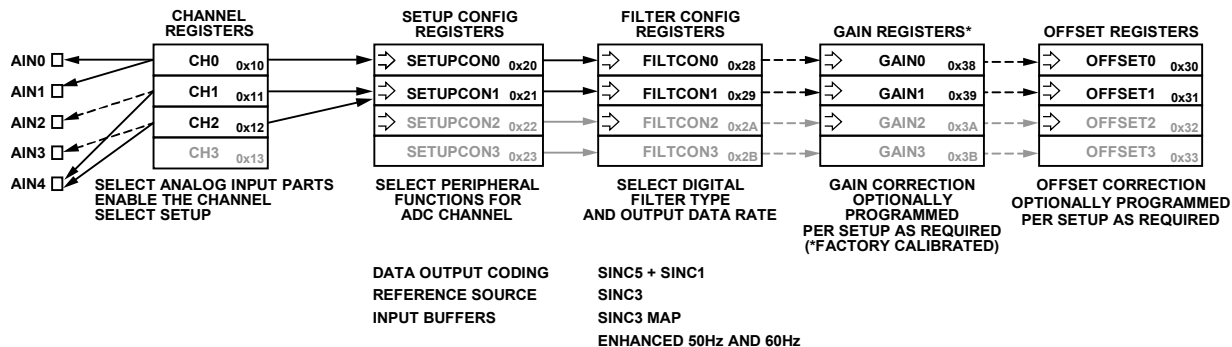 CHANNEL
REGISTERS
SETUP CONFIG
REGISTERS
FILTER CONFIG
REGISTERS
GAIN REGISTERS*
OFFSET REGISTERS
AIN0
AIN1
AIN2
AIN3
AIN4
CH0 0x10
CH1 0x11
CH2 0x12
CH3 0x13
SETUPCON0 0x20
SETUPCON1 0x21
SETUPCON2 0x22
SETUPCON3 0x23
FILTCON0 0x28
FILTCON1 0x29
FILTCON2 0x2A
FILTCON3 0x2B
GAIN0 0x38
GAIN1 0x39
GAIN2 0x3A
GAIN3 0x3B
OFFSET0 0x30
OFFSET1 0x31
OFFSET2 0x32
OFFSET3 0x33
SELECT ANALOG INPUT PARTS
ENABLE THE CHANNEL
SELECT SETUP
SELECT PERIPHERAL
FUNCTIONS FOR
ADC CHANNEL
SELECT DIGITAL
FILTER TYPE
AND OUTPUT DATA RATE
GAIN CORRECTION
OPTIONALLY
PROGRAMMED
PER SETUP AS REQUIRED
(*FACTORY CALIBRATED)
OFFSET CORRECTION
OPTIONALLY PROGRAMMED
PER SETUP AS REQUIRED
DATA OUTPUT CODING
REFERENCE SOURCE
INPUT BUFFERS
SINC5 + SINC1
SINC3
SINC3 MAP
ENHANCED 50Hz AND 60Hz